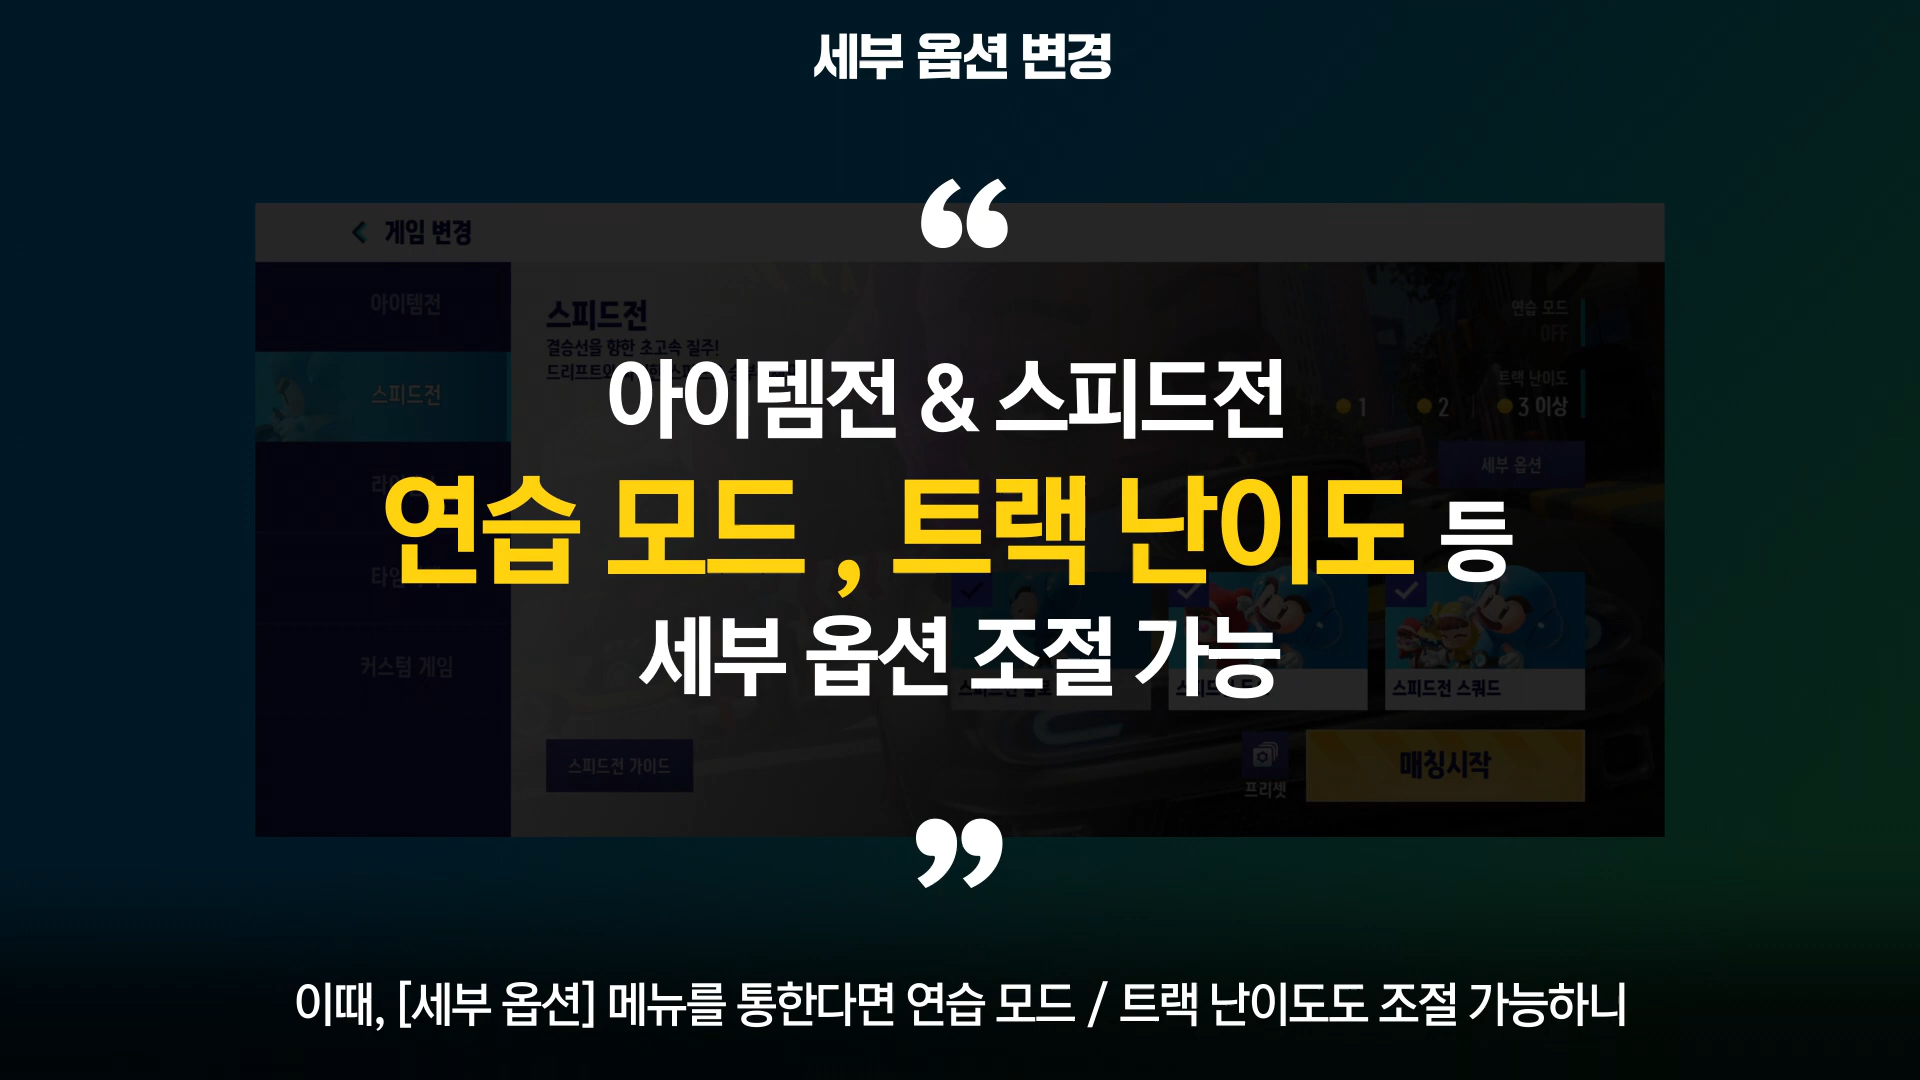 세부 옵션 변경
“
게임 변경
아이템전
스피드전
커스텀 게임
스피드전
결승선을 향한 초고속 질주!
연습 모드
OFF
트랙 난이도
1 2 3 이상
세부 옵션
아이템전 & 스피드전
연습 모드 , 트랙 난이도 등
세부 옵션 조절 가능
스피드전 스쿼드
스피드전 가이드
프리셋
매칭시작
”
이때, [세부 옵션] 메뉴를 통한다면 연습 모드 / 트랙 난이도도 조절 가능하니